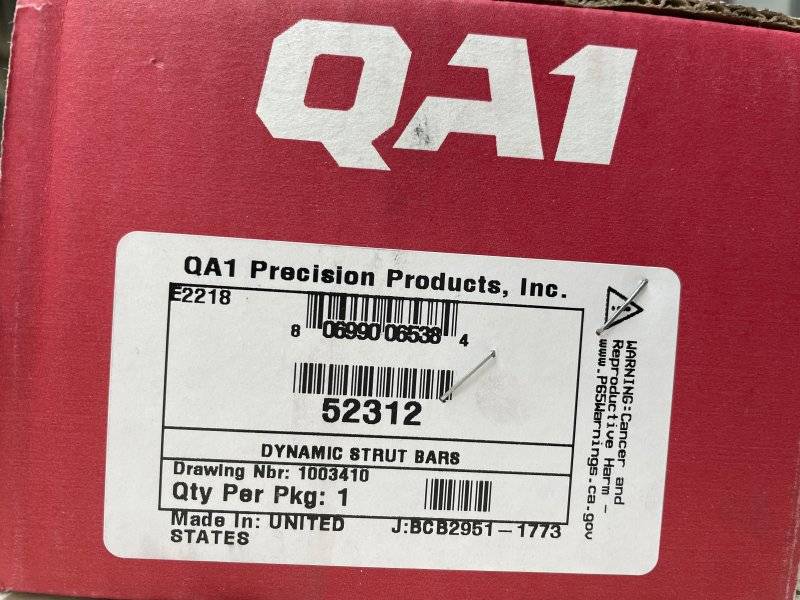 QA1
QA1 Precision Products, Inc.
E2218
8 06990 06538 4
52312
DYNAMIC STRUT BARS
Drawing Nbr: 1003410
Qty Per Pkg: 1
Made In: UNITED
STATES
J:BCB2951-1773
WARNING:Cancer and
Reproductive Harm -
www.P65Warnings.ca.gov